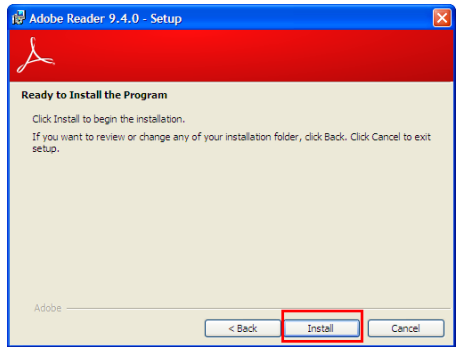 Adobe Reader 9.4.0 - Setup
Ready to Install the Program
Click Install to begin the installation.
If you want to review or change any of your installation folder, click Back. Click Cancel to exit
setup.
Adobe
< Back Install Cancel